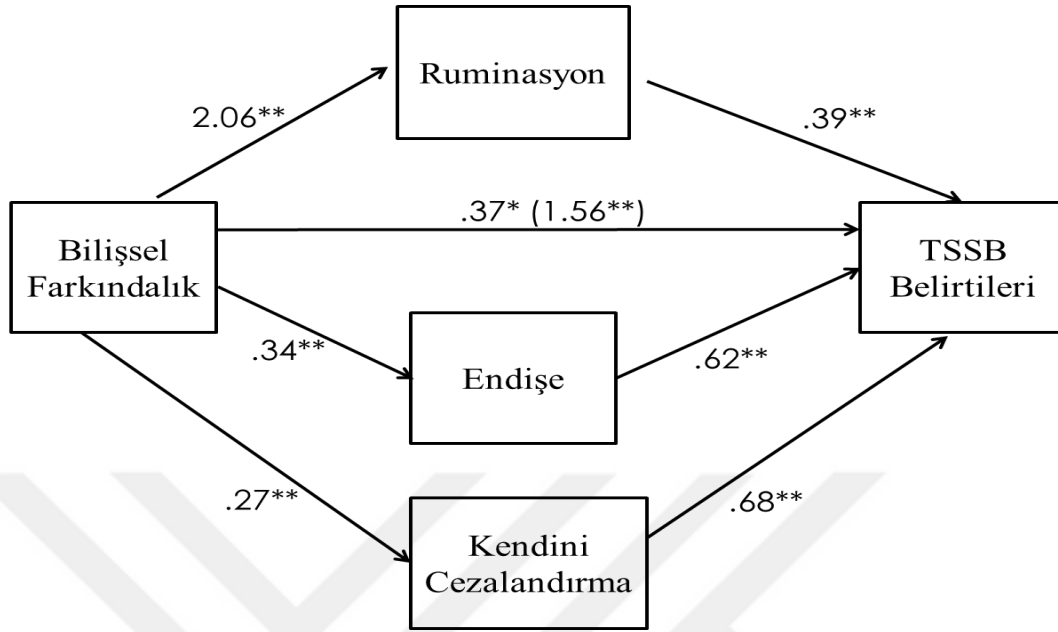 Ruminasyon
2.06**
.39**
.37* (1.56**)
Bilişsel
Farkındalık
TSSB
Belirtileri
.34**
Endişe
.62**
.27**
Kendini
Cezalandırma
.68**